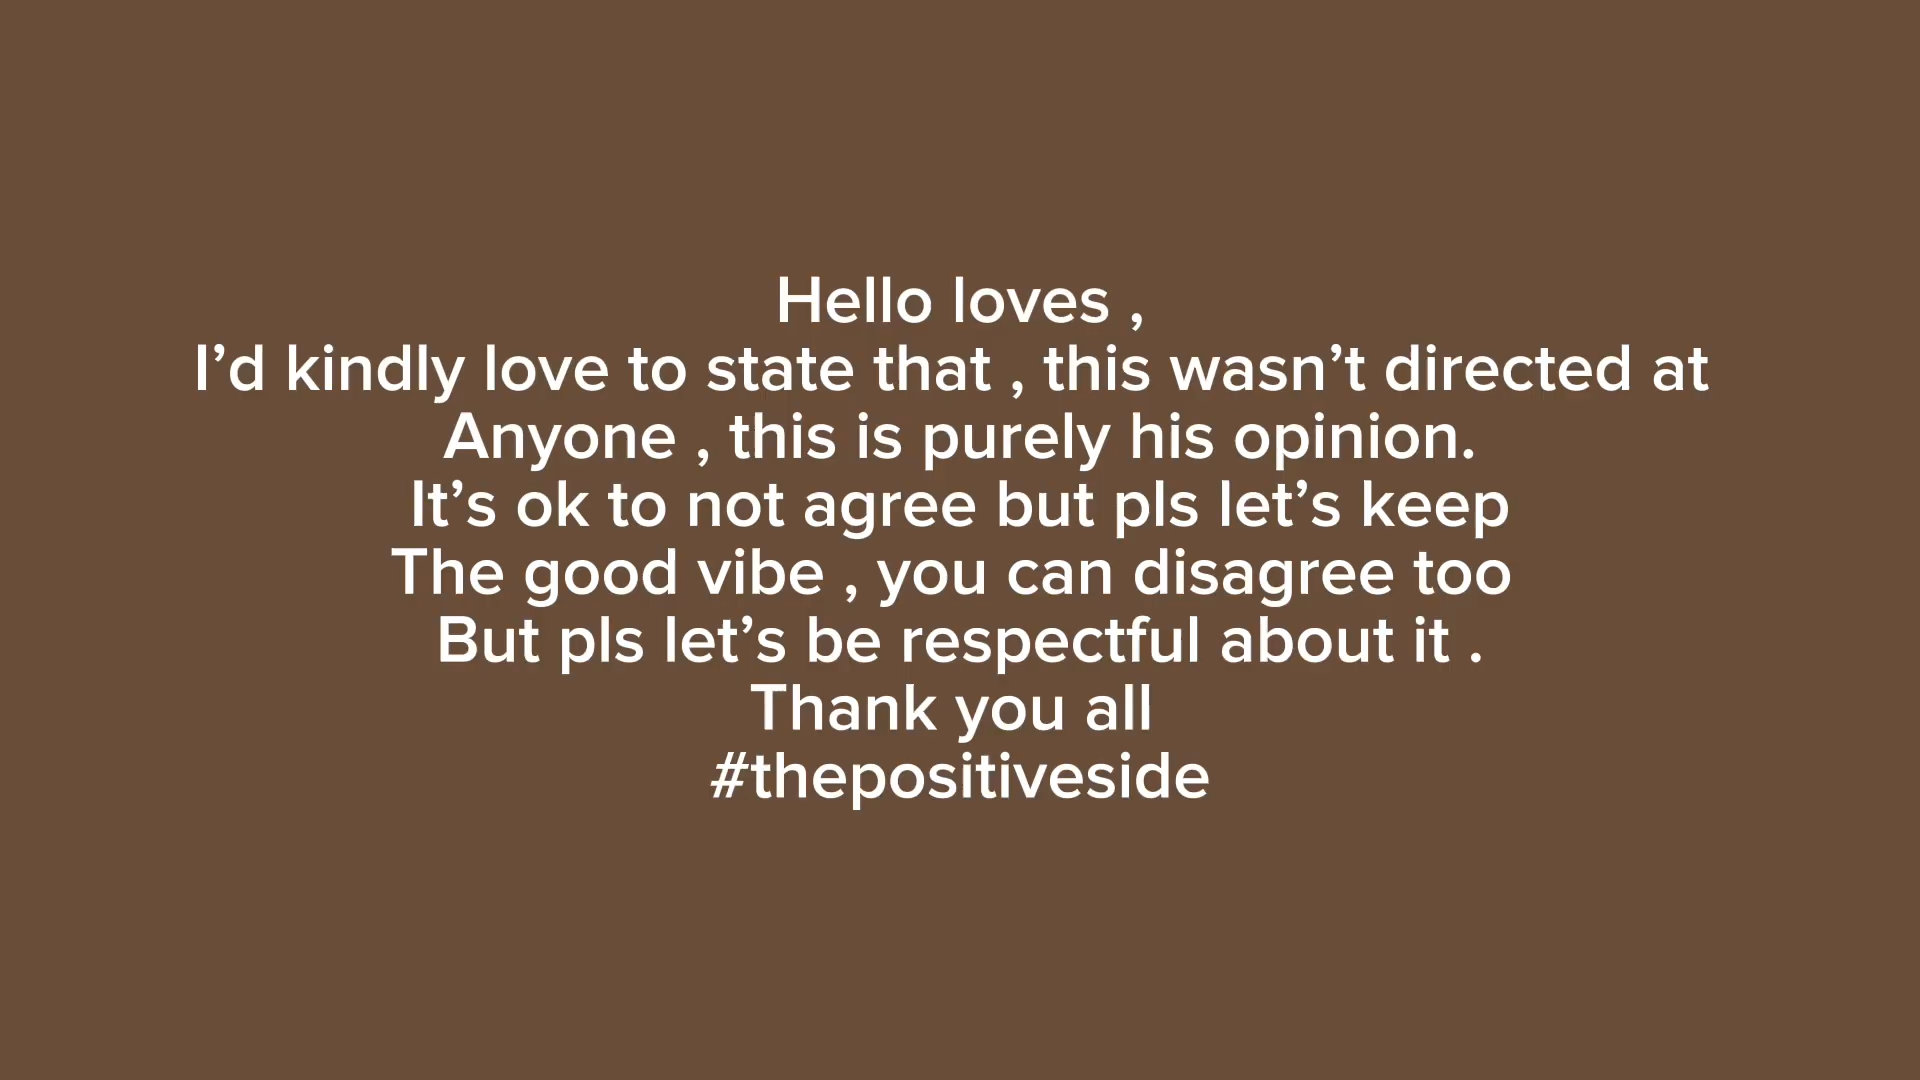 Hello loves ,
I’d kindly love to state that , this wasn’t directed at
Anyone , this is purely his opinion.
It’s ok to not agree but pls let’s keep
The good vibe , you can disagree too
But pls let’s be respectful about it .
Thank you all
#thepositiveside